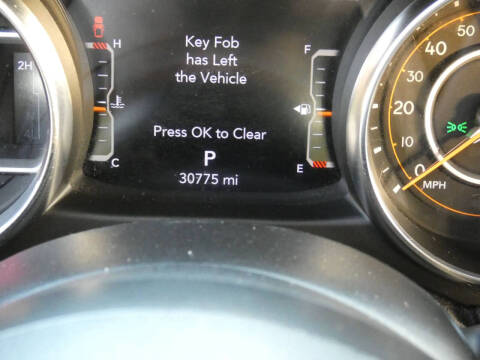 Key Fob
has Left
the Vehicle
Press OK to Clear
P
30775 mi
H
C
F
E
2H
50
40
30
20
10
0
MPH